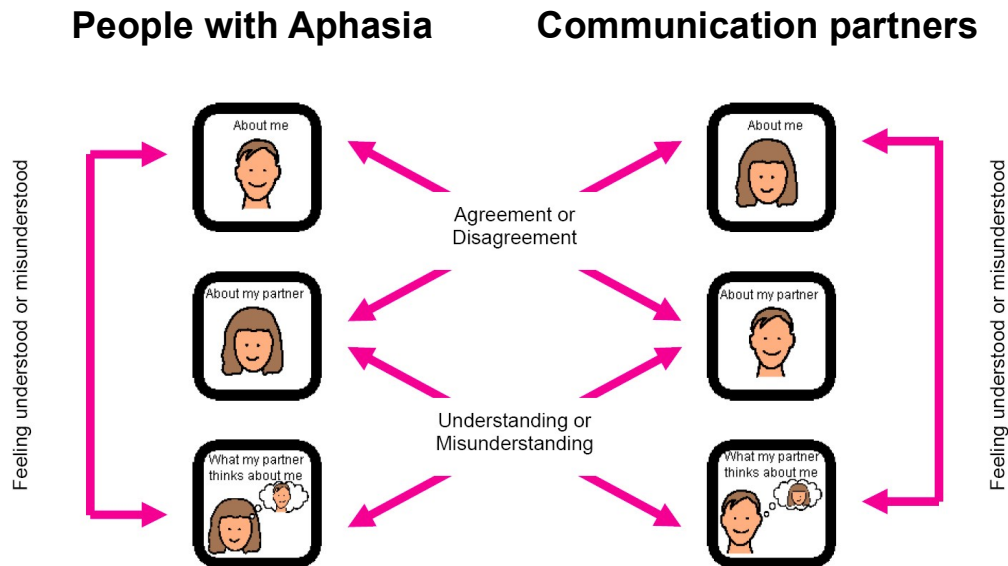 People with Aphasia
Communication partners
About me
About me
Agreement or
Disagreement
About my partner
About my partner
Understanding or
Misunderstanding
What my partner
thinks about me
What my partner
thinks about me
Feeling understood or misunderstood
Feeling understood or misunderstood